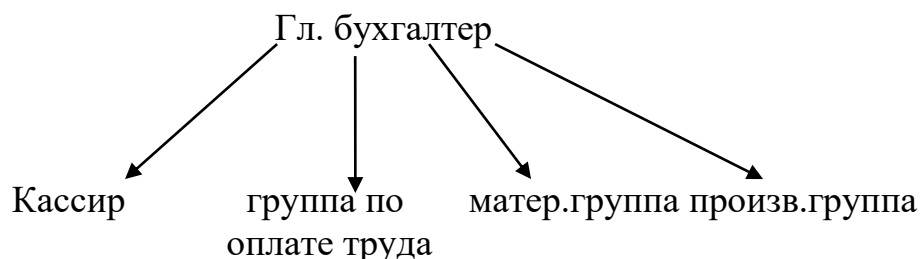 Гл. бухгалтер
Кассир
группа по
оплате труда
матер.группа
произв.группа